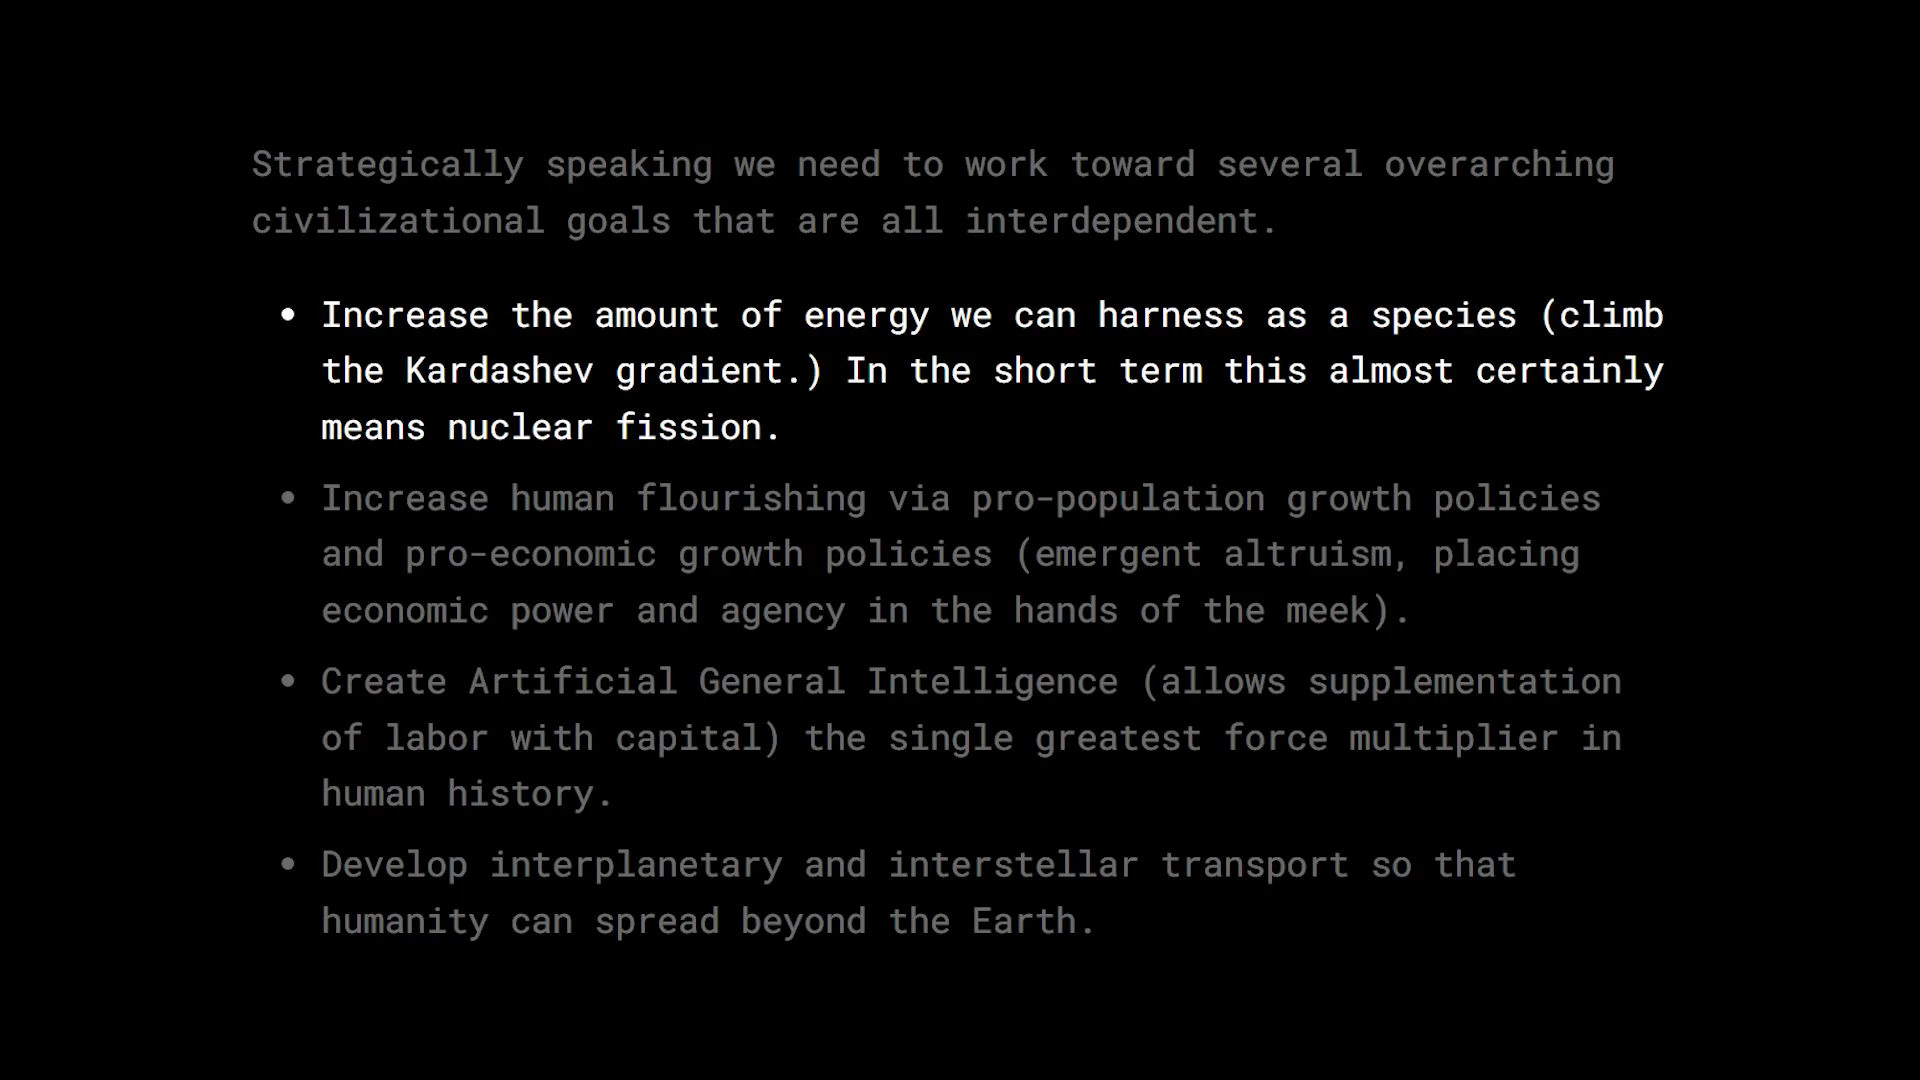 Strategically speaking we need to work toward several overarching
civilizational goals that are all interdependent.
• Increase the amount of energy we can harness as a species (climb
the Kardashev gradient.) In the short term this almost certainly
means nuclear fission.
• Increase human flourishing via pro-population growth policies
and pro-economic growth policies (emergent altruism, placing
economic power and agency in the hands of the meek).
• Create Artificial General Intelligence (allows supplementation
of labor with capital) the single greatest force multiplier in
human history.
• Develop interplanetary and interstellar transport so that
humanity can spread beyond the Earth.